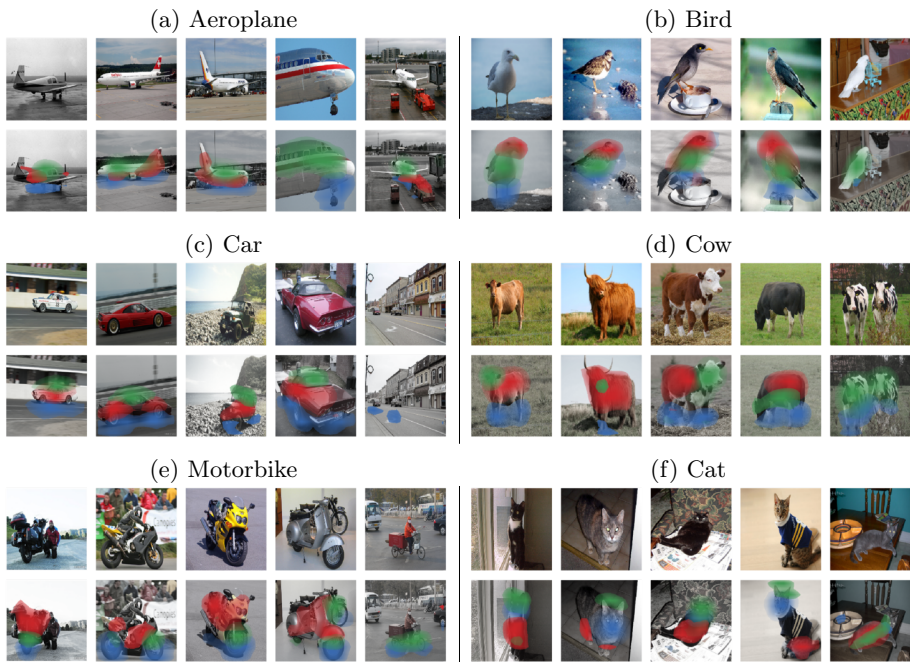 (a) Aeroplane
(b) Bird
(c) Car
(d) Cow
(e) Motorbike
(f) Cat